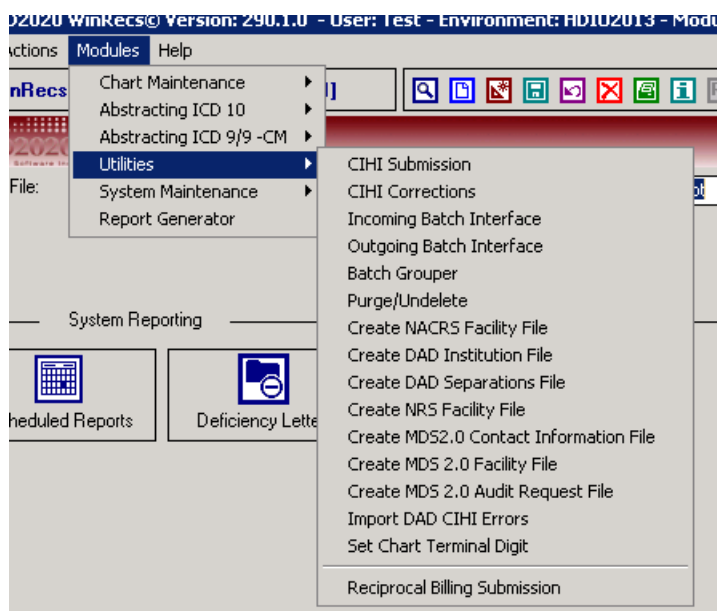 D2020 WinRecs© Version: 290.1.0 - User: Test - Environment: HDIO2013 - Modu
Actions Modules Help
nRecs
Chart Maintenance
Abstracting ICD 10
Abstracting ICD 9/9 -CM
Utilities
System Maintenance
Report Generator
2020
File:
CIHI Submission
CIHI Corrections
Incoming Batch Interface
Outgoing Batch Interface
Batch Grouper
Purge/Undelete
Create NACRS Facility File
Create DAD Institution File
Create DAD Separations File
Create NRS Facility File
Create MDS2.0 Contact Information File
Create MDS 2.0 Facility File
Create MDS 2.0 Audit Request File
Import DAD CIHI Errors
Set Chart Terminal Digit
Reciprocal Billing Submission
System Reporting
heduled Reports
Deficiency Lette